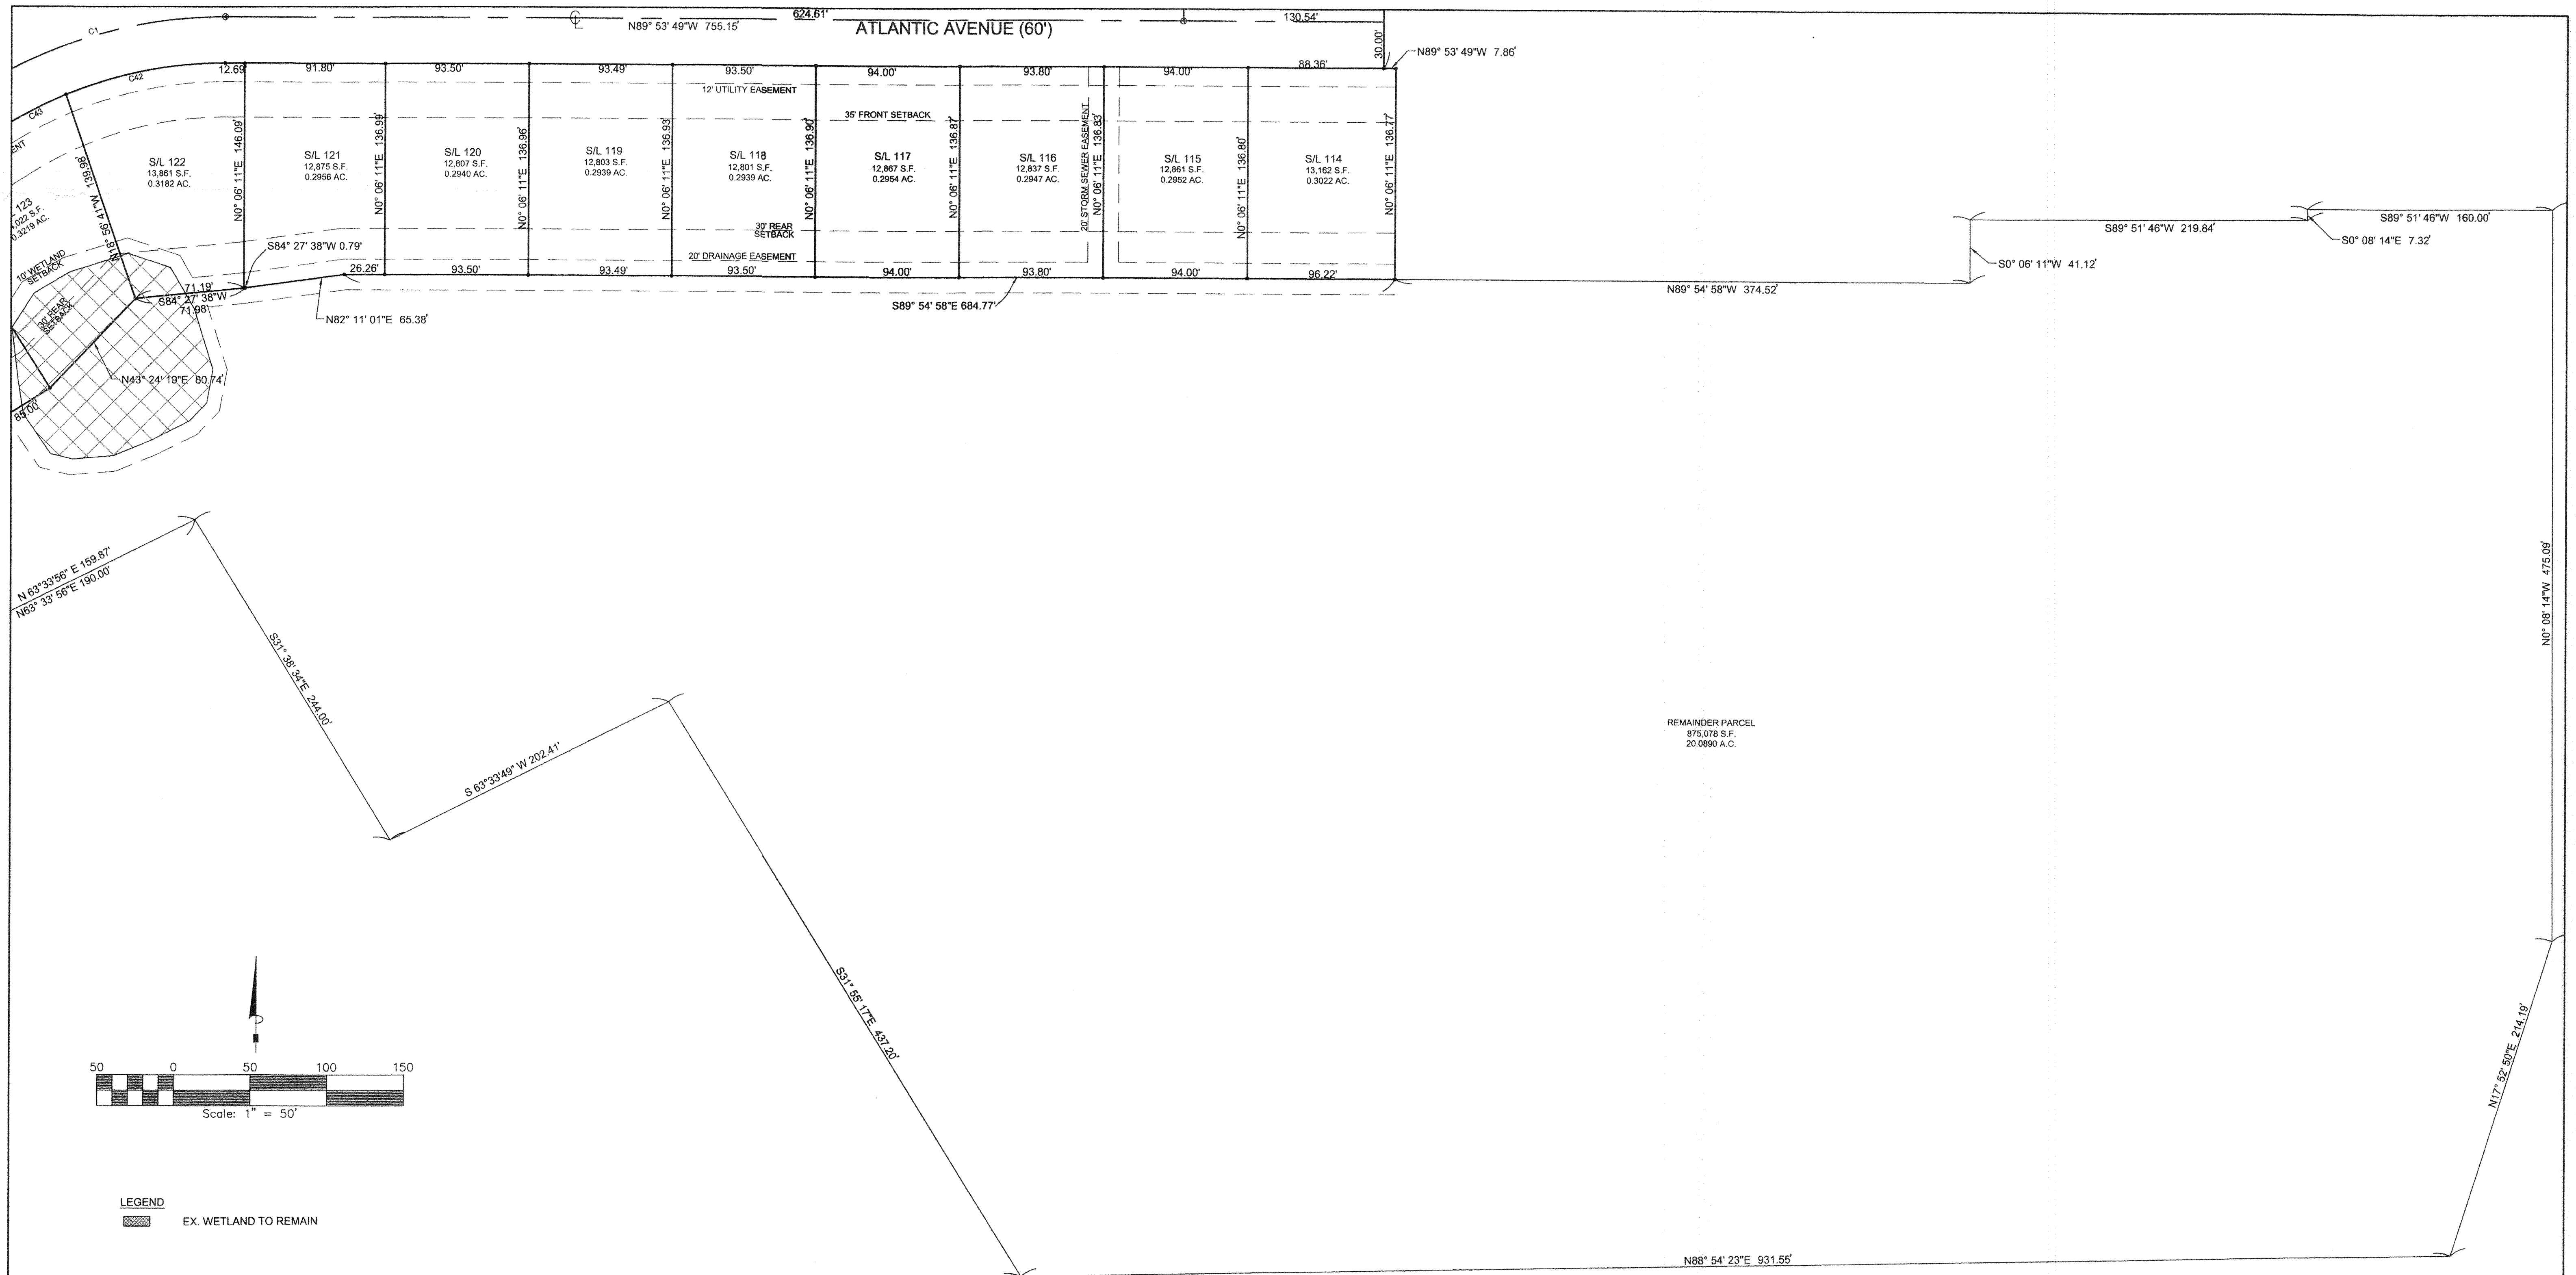 C1
624.61'
N89° 53' 49"W 755.15'
ATLANTIC AVENUE (60')
130.54'
30.00'
N89° 53' 49"W 7.86'
C42
12.69'
91.80'
93.50'
93.49'
93.50'
94.00'
93.80'
94.00'
88.36'
C43
12' UTILITY EASEMENT
35' FRONT SETBACK
S/L 122
13,861 S.F.
0.3182 AC.
S/L 121
12,875 S.F.
0.2956 AC.
S/L 120
12,807 S.F.
0.2940 AC.
S/L 119
12,803 S.F.
0.2939 AC.
S/L 118
12,801 S.F.
0.2939 AC.
S/L 117
12,867 S.F.
0.2954 AC.
S/L 116
12,837 S.F.
0.2947 AC.
S/L 115
12,861 S.F.
0.2952 AC.
S/L 114
13,162 S.F.
0.3022 AC.
N18° 56' 41"W 139.98'
N0° 06' 11"E 146.09'
N0° 06' 11"E 136.99'
N0° 06' 11"E 136.96'
N0° 06' 11"E 136.93'
N0° 06' 11"E 136.90'
N0° 06' 11"E 136.87'
20' STORM SEWER EASEMENT
N0° 06' 11"E 136.83'
N0° 06' 11"E 136.80'
N0° 06' 11"E 136.77'
ENT
123
,022 S.F.
0.3219 AC.
10' WETLAND
SETBACK
30' REAR
SETBACK
30' REAR
SETBACK
20' DRAINAGE EASEMENT
S84° 27' 38"W 0.79'
26.26'
93.50'
93.49'
93.50'
94.00'
93.80'
94.00'
96.22'
71.19'
S84° 27' 38"W
71.98'
N82° 11' 01"E 65.38'
S89° 54' 58"E 684.77'
N89° 54' 58"W 374.52'
S0° 06' 11"W 41.12'
S89° 51' 46"W 219.84'
S89° 51' 46"W 160.00'
S0° 08' 14"E 7.32'
N43° 24' 19"E 80.74'
85.00'
N0° 08' 14"W 475.09'
N 63°33'56" E 159.87'
N63° 33' 56"E 190.00'
S31° 38' 34"E 244.00'
S 63°33'49" W 202.41'
REMAINDER PARCEL
875,078 S.F.
20.0890 A.C.
S31° 55' 17"E 437.20'
N17° 52' 50"E 214.19'
N88° 54' 23"E 931.55'
50 0 50 100 150
Scale: 1" = 50'
LEGEND
EX. WETLAND TO REMAIN